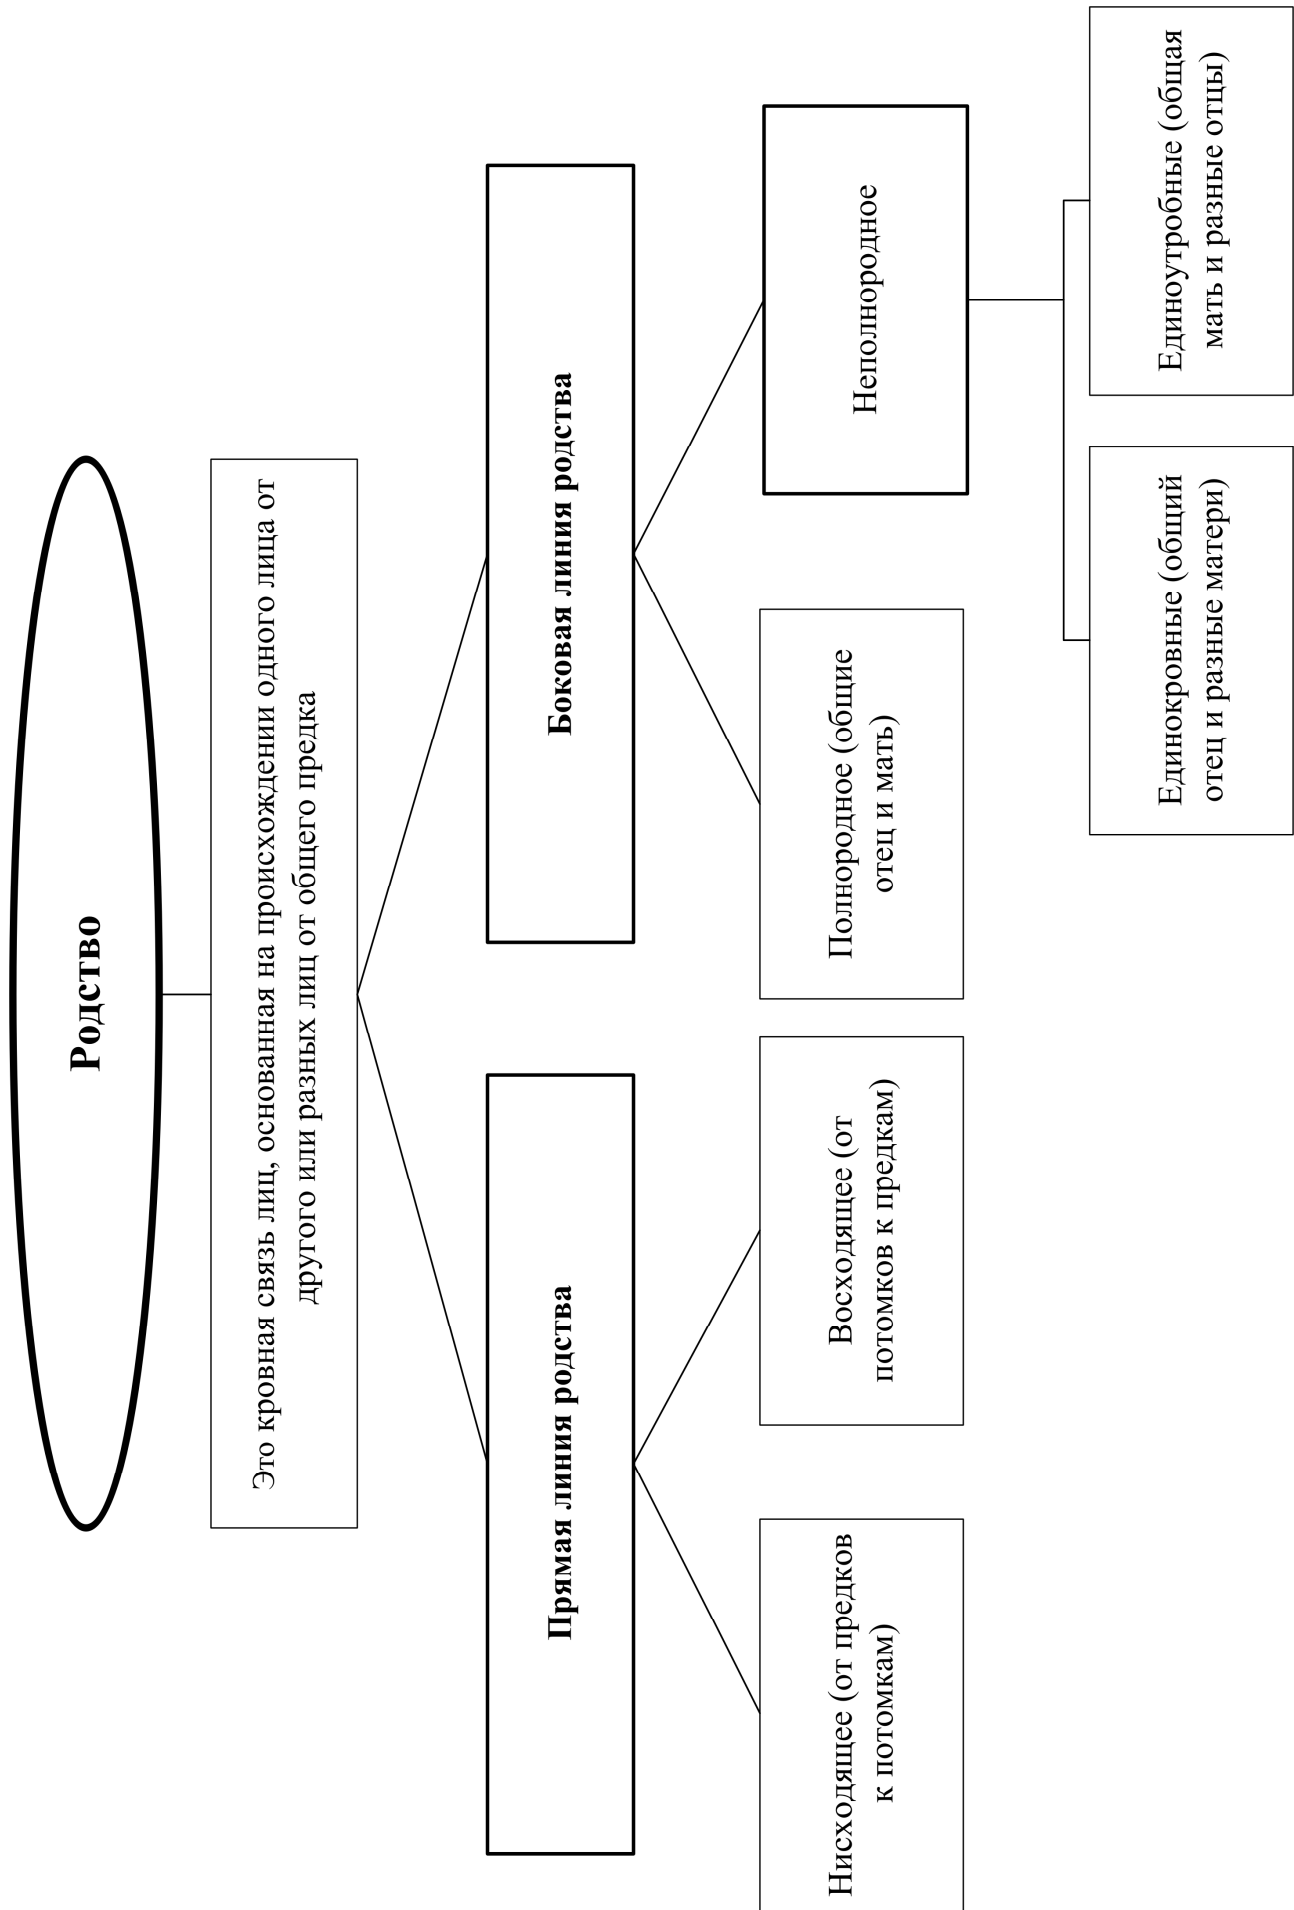 Родство
Это кровная связь лиц, основанная на происхождении одного лица от
другого или разных лиц от общего предка
Прямая линия родства
Боковая линия родства
Нисходящее (от предков
к потомкам)
Восходящее (от
потомков к предкам)
Полнородное (общие
отец и мать)
Неполнородное
Единокровные (общий
отец и разные матери)
Единоутробные (общая
мать и разные отцы)